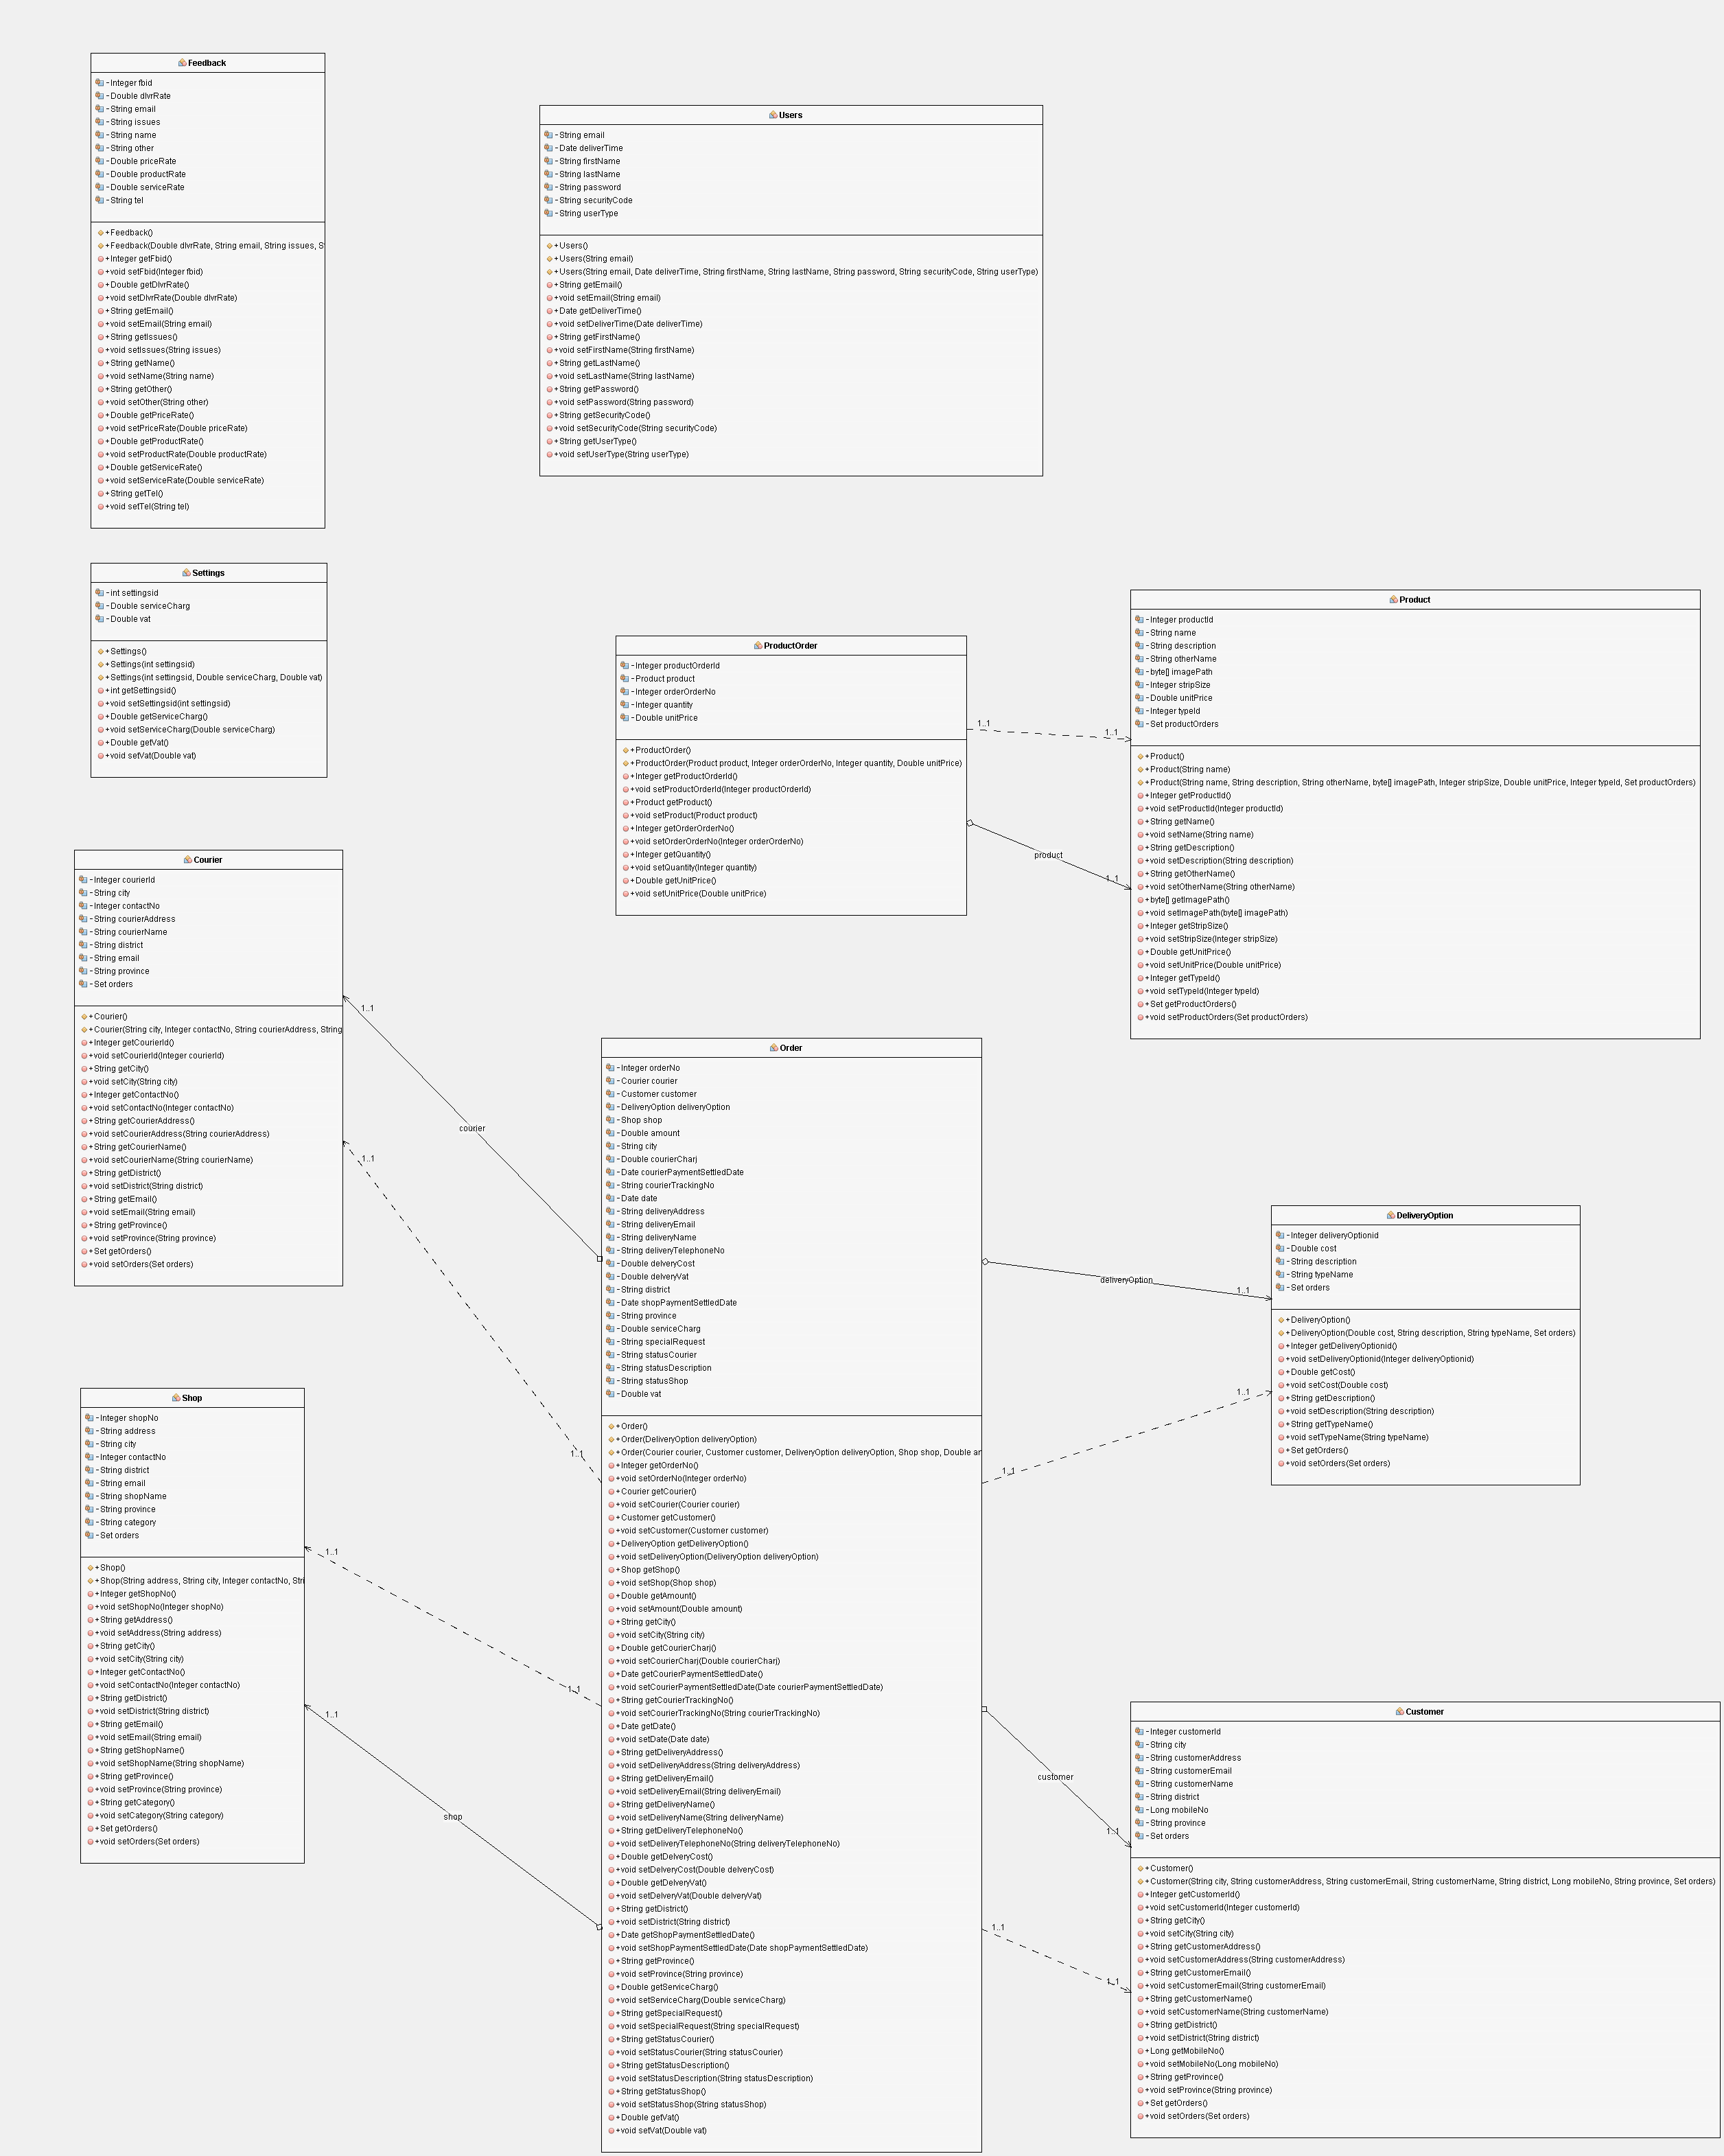 Feedback
-Integer fbid
-Double dlvrRate
-String email
-String issues
-String name
-String other
-Double priceRate
-Double productRate
-Double serviceRate
-String tel
+Feedback()
+Feedback(Double dlvrRate, String email, String issues, S
+Integer getFbid()
+void setFbid(Integer fbid)
+Double getDlvrRate()
+void setDlvrRate(Double dlvrRate)
+String getEmail()
+void setEmail(String email)
+String getIssues()
+void setIssues(String issues)
+String getName()
+void setName(String name)
+String getOther()
+void setOther(String other)
+Double getPriceRate()
+void setPriceRate(Double priceRate)
+Double getProductRate()
+void setProductRate(Double productRate)
+Double getServiceRate()
+void setServiceRate(Double serviceRate)
+String getTel()
+void setTel(String tel)
Users
-String email
-Date deliverTime
-String firstName
-String lastName
-String password
-String securityCode
-String userType
+Users()
+Users(String email)
+Users(String email, Date deliverTime, String firstName, String lastName, String password, String securityCode, String userType)
+String getEmail()
+void setEmail(String email)
+Date getDeliverTime()
+void setDeliverTime(Date deliverTime)
+String getFirstName()
+void setFirstName(String firstName)
+String getLastName()
+void setLastName(String lastName)
+String getPassword()
+void setPassword(String password)
+String getSecurityCode()
+void setSecurityCode(String securityCode)
+String getUserType()
+void setUserType(String userType)
Settings
-int settingsid
-Double serviceCharg
-Double vat
+Settings()
+Settings(int settingsid)
+Settings(int settingsid, Double serviceCharg, Double vat)
+int getSettingsid()
+void setSettingsid(int settingsid)
+Double getServiceCharg()
+void setServiceCharg(Double serviceCharg)
+Double getVat()
+void setVat(Double vat)
ProductOrder
-Integer productOrderId
-Product product
-Integer orderOrderNo
-Integer quantity
-Double unitPrice
+ProductOrder()
+ProductOrder(Product product, Integer orderOrderNo, Integer quantity, Double unitPrice)
+Integer getProductOrderId()
+void setProductOrderId(Integer productOrderId)
+Product getProduct()
+void setProduct(Product product)
+Integer getOrderOrderNo()
+void setOrderOrderNo(Integer orderOrderNo)
+Integer getQuantity()
+void setQuantity(Integer quantity)
+Double getUnitPrice()
+void setUnitPrice(Double unitPrice)
1..1
1..1
product
1..1
Product
-Integer productId
-String name
-String description
-String otherName
-byte[] imagePath
-Integer stripSize
-Double unitPrice
-Integer typeId
-Set productOrders
+Product()
+Product(String name)
+Product(String name, String description, String otherName, byte[] imagePath, Integer stripSize, Double unitPrice, Integer typeId, Set productOrders)
+Integer getProductId()
+void setProductId(Integer productId)
+String getName()
+void setName(String name)
+String getDescription()
+void setDescription(String description)
+String getOtherName()
+void setOtherName(String otherName)
+byte[] getImagePath()
+void setImagePath(byte[] imagePath)
+Integer getStripSize()
+void setStripSize(Integer stripSize)
+Double getUnitPrice()
+void setUnitPrice(Double unitPrice)
+Integer getTypeId()
+void setTypeId(Integer typeId)
+Set getProductOrders()
+void setProductOrders(Set productOrders)
Courier
-Integer courierId
-String city
-Integer contactNo
-String courierAddress
-String courierName
-String district
-String email
-String province
-Set orders
+Courier()
+Courier(String city, Integer contactNo, String courierAddress, String
+Integer getCourierId()
+void setCourierId(Integer courierId)
+String getCity()
+void setCity(String city)
+Integer getContactNo()
+void setContactNo(Integer contactNo)
+String getCourierAddress()
+void setCourierAddress(String courierAddress)
+String getCourierName()
+void setCourierName(String courierName)
+String getDistrict()
+void setDistrict(String district)
+String getEmail()
+void setEmail(String email)
+String getProvince()
+void setProvince(String province)
+Set getOrders()
+void setOrders(Set orders)
1..1
courier
1..1
1..1
Order
-Integer orderNo
-Courier courier
-Customer customer
-DeliveryOption deliveryOption
-Shop shop
-Double amount
-String city
-Double courierCharj
-Date courierPaymentSettledDate
-String courierTrackingNo
-Date date
-String deliveryAddress
-String deliveryEmail
-String deliveryName
-String deliveryTelephoneNo
-Double delveryCost
-Double delveryVat
-String district
-Date shopPaymentSettledDate
-String province
-Double serviceCharg
-String specialRequest
-String statusCourier
-String statusDescription
-String statusShop
-Double vat
+Order()
+Order(DeliveryOption deliveryOption)
+Order(Courier courier, Customer customer, DeliveryOption deliveryOption, Shop shop, Double ar
+Integer getOrderNo()
+void setOrderNo(Integer orderNo)
+Courier getCourier()
+void setCourier(Courier courier)
+Customer getCustomer()
+void setCustomer(Customer customer)
+DeliveryOption getDeliveryOption()
+void setDeliveryOption(DeliveryOption deliveryOption)
+Shop getShop()
+void setShop(Shop shop)
+Double getAmount()
+void setAmount(Double amount)
+String getCity()
+void setCity(String city)
+Double getCourierCharj()
+void setCourierCharj(Double courierCharj)
+Date getCourierPaymentSettledDate()
+void setCourierPaymentSettledDate(Date courierPaymentSettledDate)
+String getCourierTrackingNo()
+void setCourierTrackingNo(String courierTrackingNo)
+Date getDate()
+void setDate(Date date)
+String getDeliveryAddress()
+void setDeliveryAddress(String deliveryAddress)
+String getDeliveryEmail()
+void setDeliveryEmail(String deliveryEmail)
+String getDeliveryName()
+void setDeliveryName(String deliveryName)
+String getDeliveryTelephoneNo()
+void setDeliveryTelephoneNo(String deliveryTelephoneNo)
+Double getDelveryCost()
+void setDelveryCost(Double delveryCost)
+Double getDelveryVat()
+void setDelveryVat(Double delveryVat)
+String getDistrict()
+void setDistrict(String district)
+Date getShopPaymentSettledDate()
+void setShopPaymentSettledDate(Date shopPaymentSettledDate)
+String getProvince()
+void setProvince(String province)
+Double getServiceCharg()
+void setServiceCharg(Double serviceCharg)
+String getSpecialRequest()
+void setSpecialRequest(String specialRequest)
+String getStatusCourier()
+void setStatusCourier(String statusCourier)
+String getStatusDescription()
+void setStatusDescription(String statusDescription)
+String getStatusShop()
+void setStatusShop(String statusShop)
+Double getVat()
+void setVat(Double vat)
deliveryOption
1..1
1..1
1..1
DeliveryOption
-Integer deliveryOptionid
-Double cost
-String description
-String typeName
-Set orders
+DeliveryOption()
+DeliveryOption(Double cost, String description, String typeName, Set orders)
+Integer getDeliveryOptionid()
+void setDeliveryOptionid(Integer deliveryOptionid)
+Double getCost()
+void setCost(Double cost)
+String getDescription()
+void setDescription(String description)
+String getTypeName()
+void setTypeName(String typeName)
+Set getOrders()
+void setOrders(Set orders)
Shop
-Integer shopNo
-String address
-String city
-Integer contactNo
-String district
-String email
-String shopName
-String province
-String category
-Set orders
+Shop()
+Shop(String address, String city, Integer contactNo, Stri
+Integer getShopNo()
+void setShopNo(Integer shopNo)
+String getAddress()
+void setAddress(String address)
+String getCity()
+void setCity(String city)
+Integer getContactNo()
+void setContactNo(Integer contactNo)
+String getDistrict()
+void setDistrict(String district)
+String getEmail()
+void setEmail(String email)
+String getShopName()
+void setShopName(String shopName)
+String getProvince()
+void setProvince(String province)
+String getCategory()
+void setCategory(String category)
+Set getOrders()
+void setOrders(Set orders)
1..1
1..1
1..1
shop
customer
1..1
1..1
1..1
Customer
-Integer customerId
-String city
-String customerAddress
-String customerEmail
-String customerName
-String district
-Long mobileNo
-String province
-Set orders
+Customer()
+Customer(String city, String customerAddress, String customerEmail, String customerName, String district, Long mobileNo, String province, Set orders)
+Integer getCustomerId()
+void setCustomerId(Integer customerId)
+String getCity()
+void setCity(String city)
+String getCustomerAddress()
+void setCustomerAddress(String customerAddress)
+String getCustomerEmail()
+void setCustomerEmail(String customerEmail)
+String getCustomerName()
+void setCustomerName(String customerName)
+String getDistrict()
+void setDistrict(String district)
+Long getMobileNo()
+void setMobileNo(Long mobileNo)
+String getProvince()
+void setProvince(String province)
+Set getOrders()
+void setOrders(Set orders)